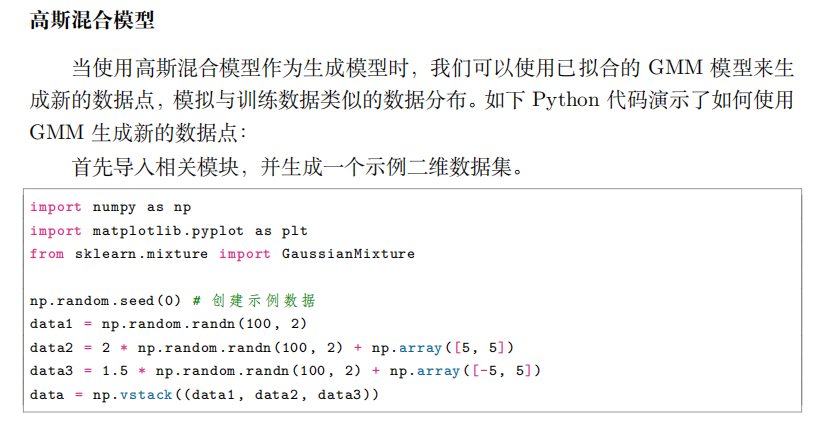 高斯混合模型
当使用高斯混合模型作为生成模型时，我们可以使用已拟合的 GMM 模型来生
成新的数据点，模拟与训练数据类似的数据分布。如下 Python 代码演示了如何使用
GMM 生成新的数据点：
首先导入相关模块，并生成一个示例二维数据集。
import numpy as np
import matplotlib.pyplot as plt
from sklearn.mixture import GaussianMixture
np.random.seed(0) # 创建示例数据
data1 = np.random.randn(100, 2)
data2 = 2 * np.random.randn(100, 2) + np.array([5, 5])
data3 = 1.5 * np.random.randn(100, 2) + np.array([-5, 5])
data = np.vstack((data1, data2, data3))